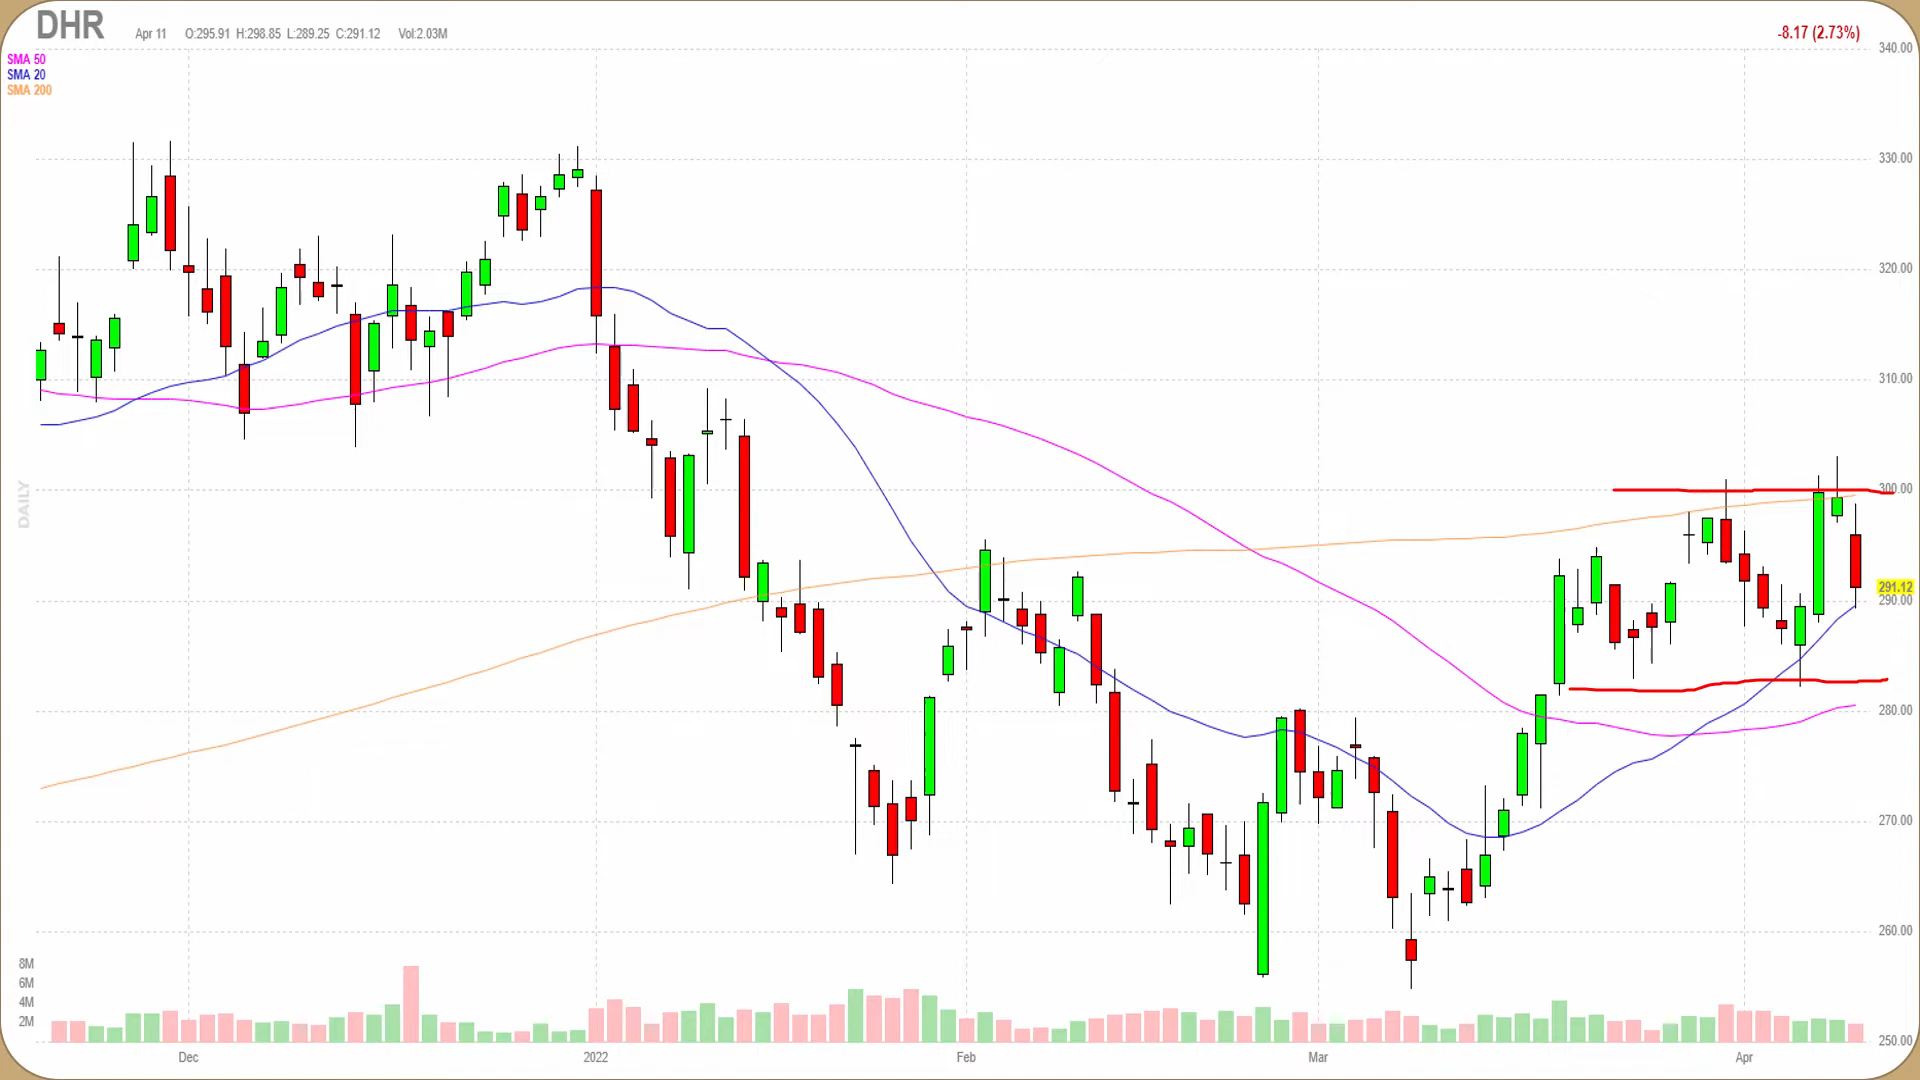 DHR Apr 11 O:295.91 H:298.85 L:289.25 C:291.12 Vol:2.03M -8.17 (2.73%)
SMA 50
SMA 20
SMA 200
340.00
330.00
320.00
310.00
300.00
291.12
290.00
280.00
270.00
260.00
250.00
DAILY
8M
6M
4M
2M
Dec 2022 Feb Mar Apr